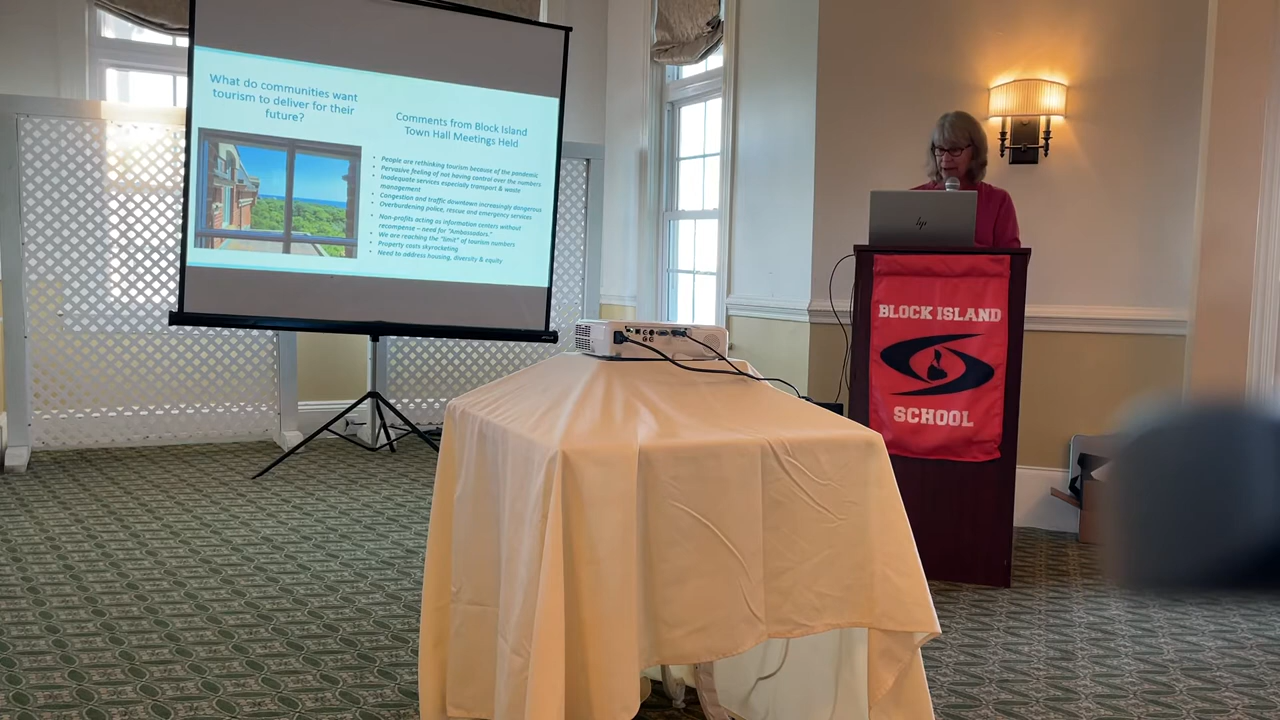 What do communities want
tourism to deliver for their
future?
Comments from Block Island
Town Hall Meetings Held
• People are rethinking tourism because of the pandemic
• Pervasive feeling of not having control over the numbers
• Inadequate services especially transport & waste
management
• Congestion and traffic downtown increasingly dangerous
• Overburdening police, rescue and emergency services
• Non-profits acting as information centers without
recompense – need for "Ambassadors."
• We are reaching the "limit" of tourism numbers
• Property costs skyrocketing
• Need to address housing, diversity & equity
hp
BLOCK ISLAND
SCHOOL